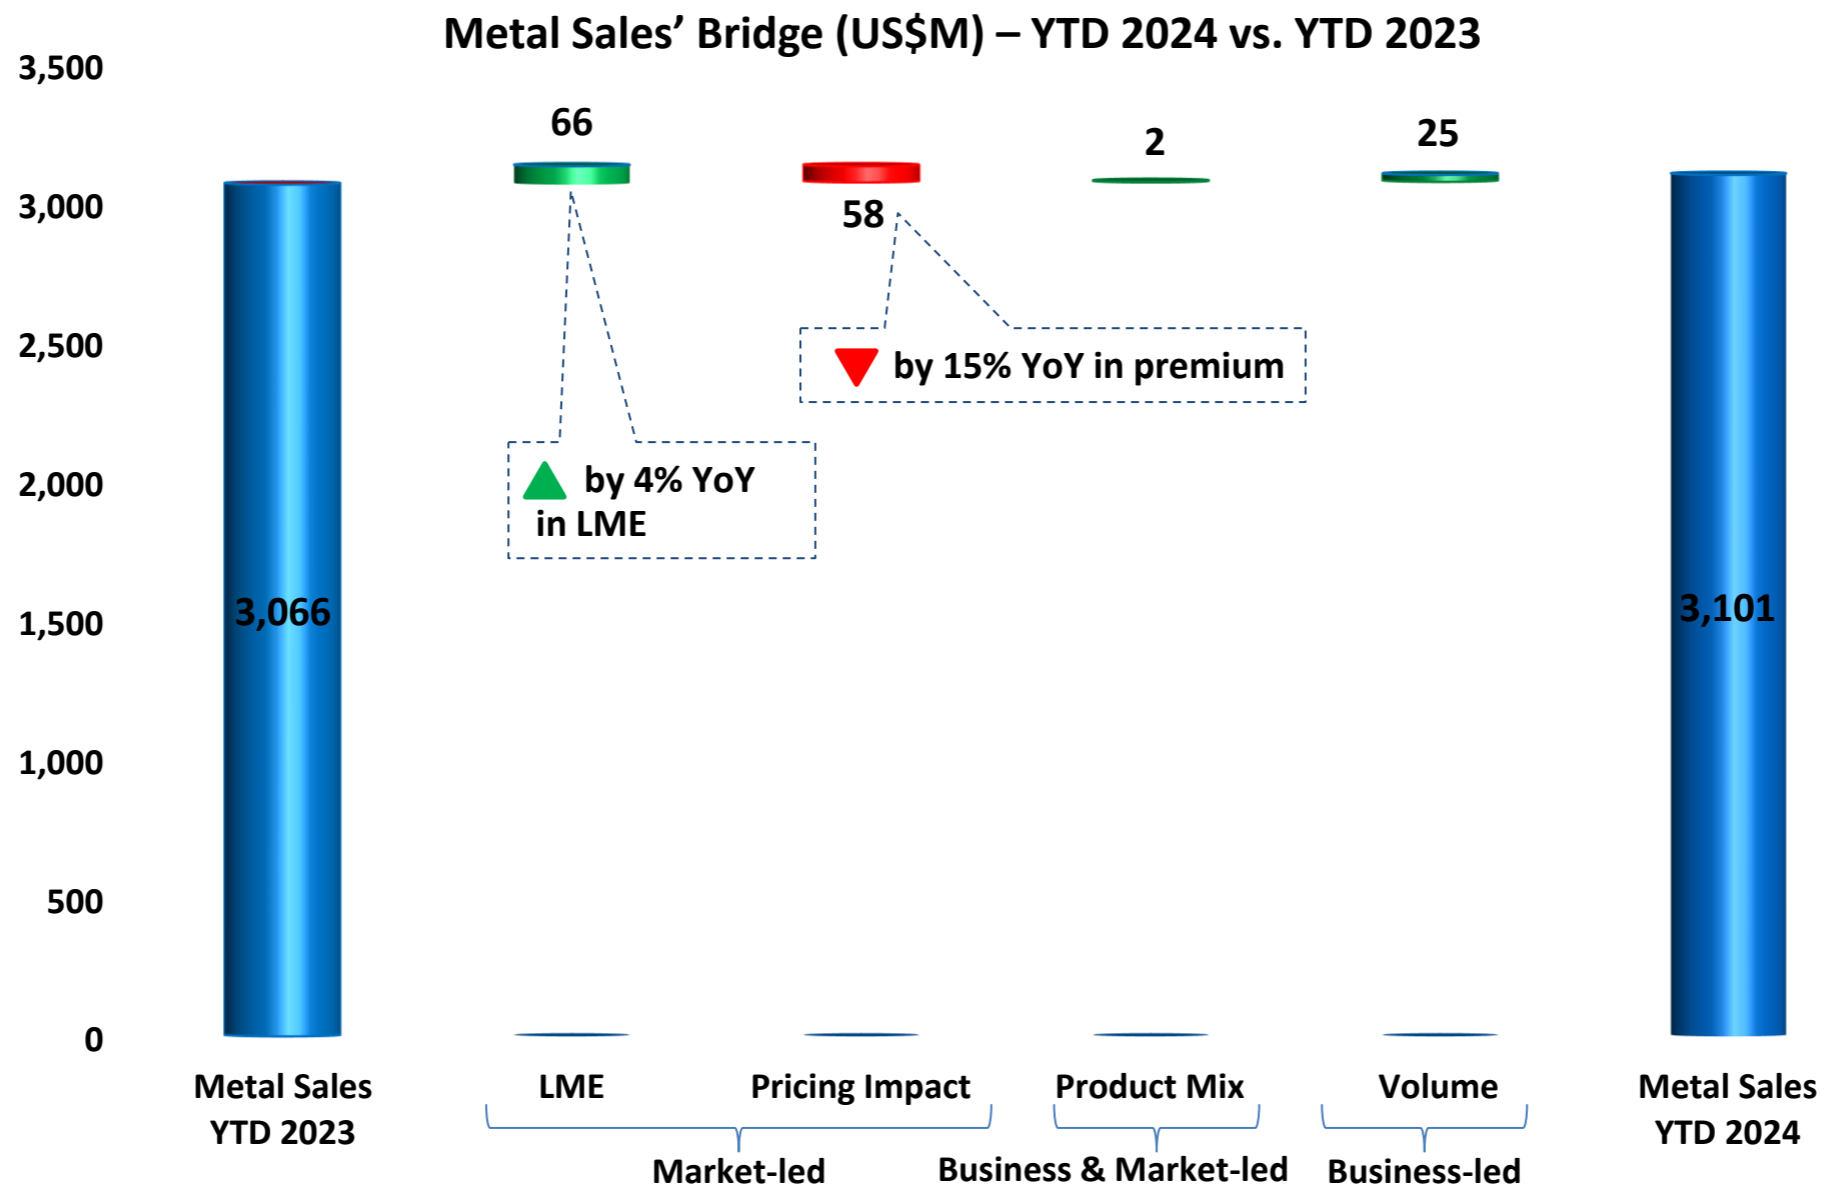 Metal Sales’ Bridge (US$M) – YTD 2024 vs. YTD 2023
3,500
3,000
2,500
2,000
1,500
1,000
500
0
66
58
2
25
by 15% YoY in premium
by 4% YoY
in LME
3,066
3,101
Metal Sales
YTD 2023
LME
Pricing Impact
Product Mix
Volume
Metal Sales
YTD 2024
Market-led
Business & Market-led
Business-led